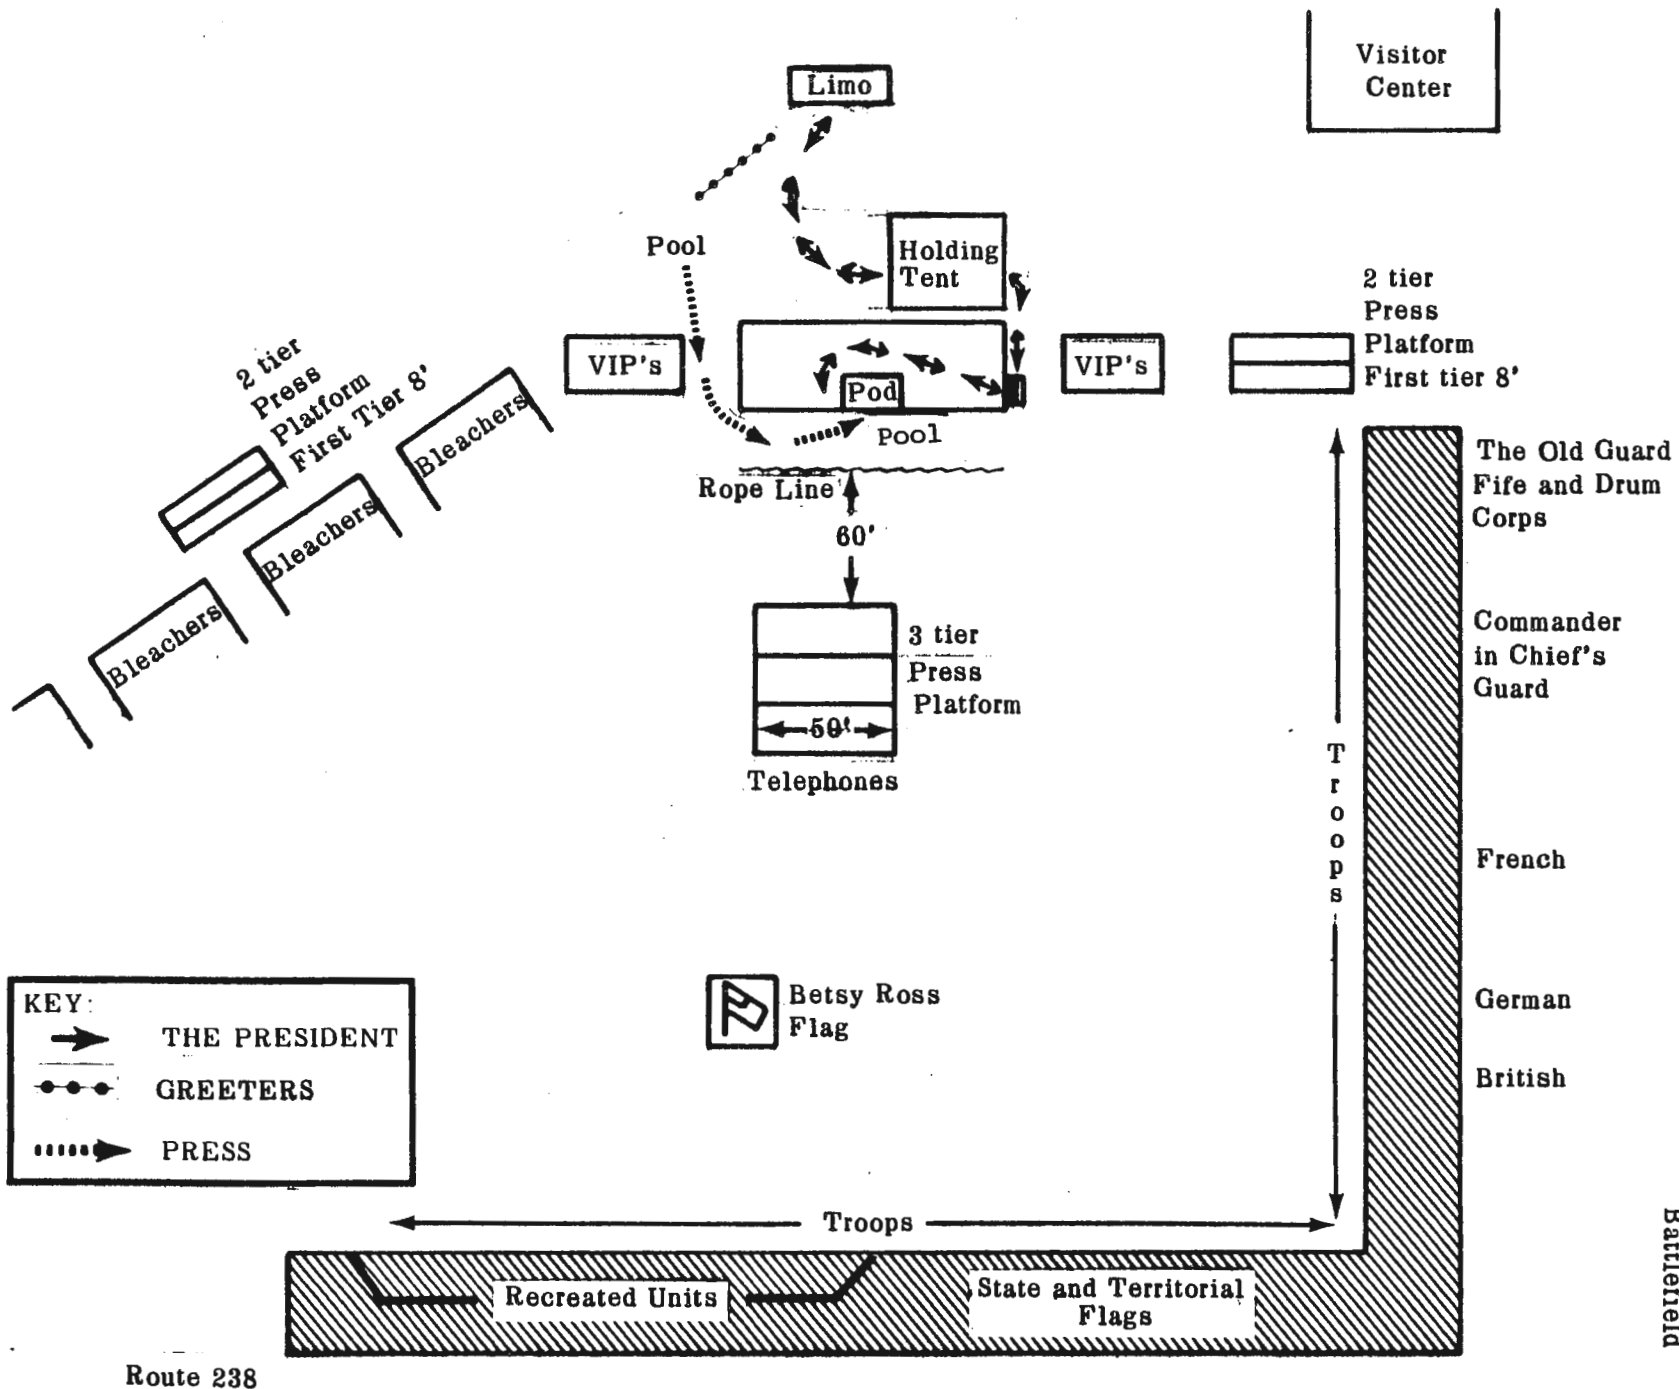 Visitor
Center
Limo
Pool
Holding
Tent
2 tier
Press
Platform
First tier 8'
VIP's
Pod
VIP's
2 tier
Press
Platform
First Tier 8'
Bleachers
Bleachers
Bleachers
Pool
Rope Line
60'
The Old Guard
Fife and Drum
Corps
3 tier
Press
Platform
50'
Telephones
Commander
in Chief's
Guard
Troops
French
German
British
Betsy Ross
Flag
KEY:
THE PRESIDENT
GREETERS
PRESS
Troops
Recreated Units
State and Territorial
Flags
Battlefield
Route 238